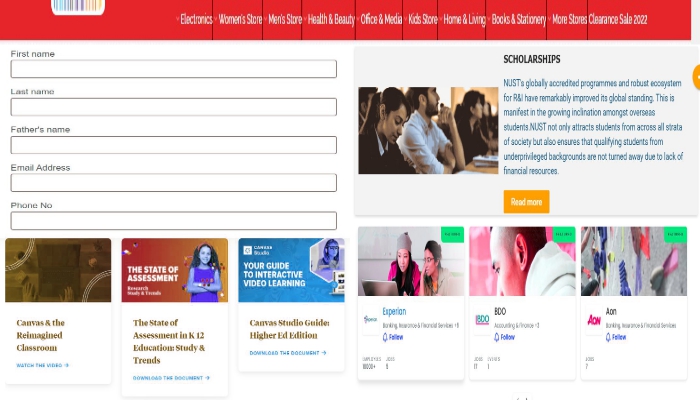 Electronics Women's Store Men's Store Health & Beauty Office & Media Kids Store Home & Living Books & Stationery More Stores Clearance Sale 2022
First name
Last name
Father's name
Email Address
Phone No
SCHOLARSHIPS
NUST's globally accredited programmes and robust ecosystem
for R&I have remarkably improved its global standing. This is
manifest in the growing inclination amongst overseas
students.NUST not only attracts students from across all strata
of society but also ensures that qualifying students from
underprivileged backgrounds are not turned away due to lack of
financial resources.
Read more
THE STATE OF
ASSESSMENT
Research
Study & Trends
CANVAS
Studio
YOUR GUIDE
TO INTERACTIVE
VIDEO LEARNING
Canvas & the
Reimagined
Classroom
WATCH THE VIDEO
The State of
Assessment in K 12
Education: Study &
Trends
DOWNLOAD THE DOCUMENT
Canvas Studio Guide:
Higher Ed Edition
DOWNLOAD THE DOCUMENT
Experian
Banking, Insurance & Financial Services +8
Follow
EMPLOYEES JOBS
BDO
BDO
Accounting & Finance +3
Follow
JOBS EVENTS
17 1
Aon
Aon
Banking, Insurance & Financial Services
Follow
JOBS
7